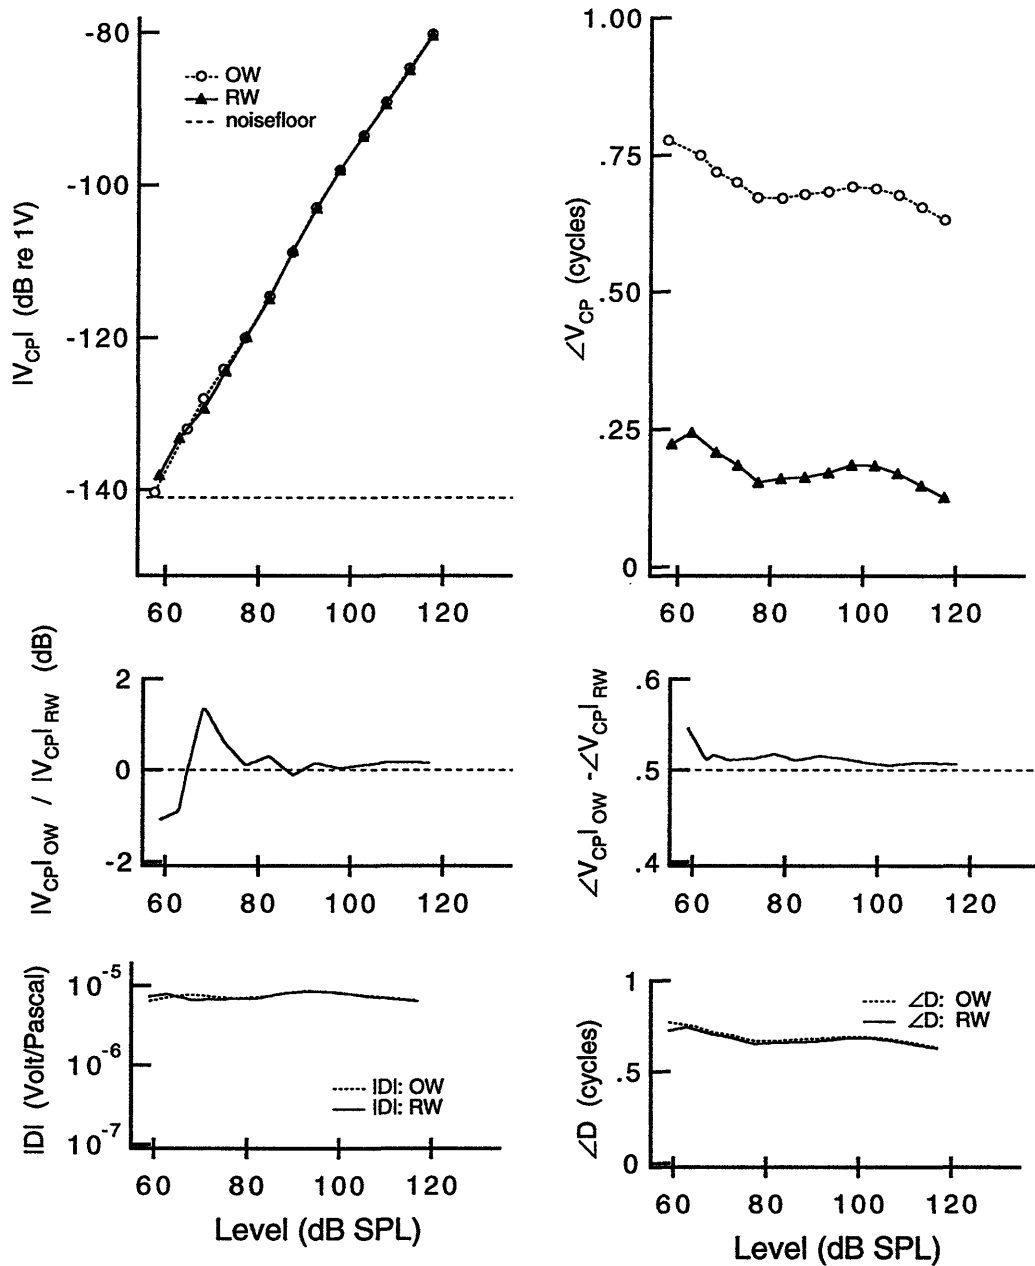 -80
-100
-120
-140
|V_CP| (dB re 1V)
OW
RW
noisefloor
60 80 100 120
1.00
.75
.50
.25
0
∠V_CP (cycles)
60 80 100 120
2
0
-2
|V_CP|_OW / |V_CP|_RW (dB)
60 80 100 120
.6
.5
.4
∠V_CP|_OW -∠V_CP|_RW
60 80 100 120
10^-5
10^-6
10^-7
|D| (Volt/Pascal)
|D|: OW
|D|: RW
60 80 100 120
Level (dB SPL)
1
.5
0
∠D (cycles)
∠D: OW
∠D: RW
60 80 100 120
Level (dB SPL)